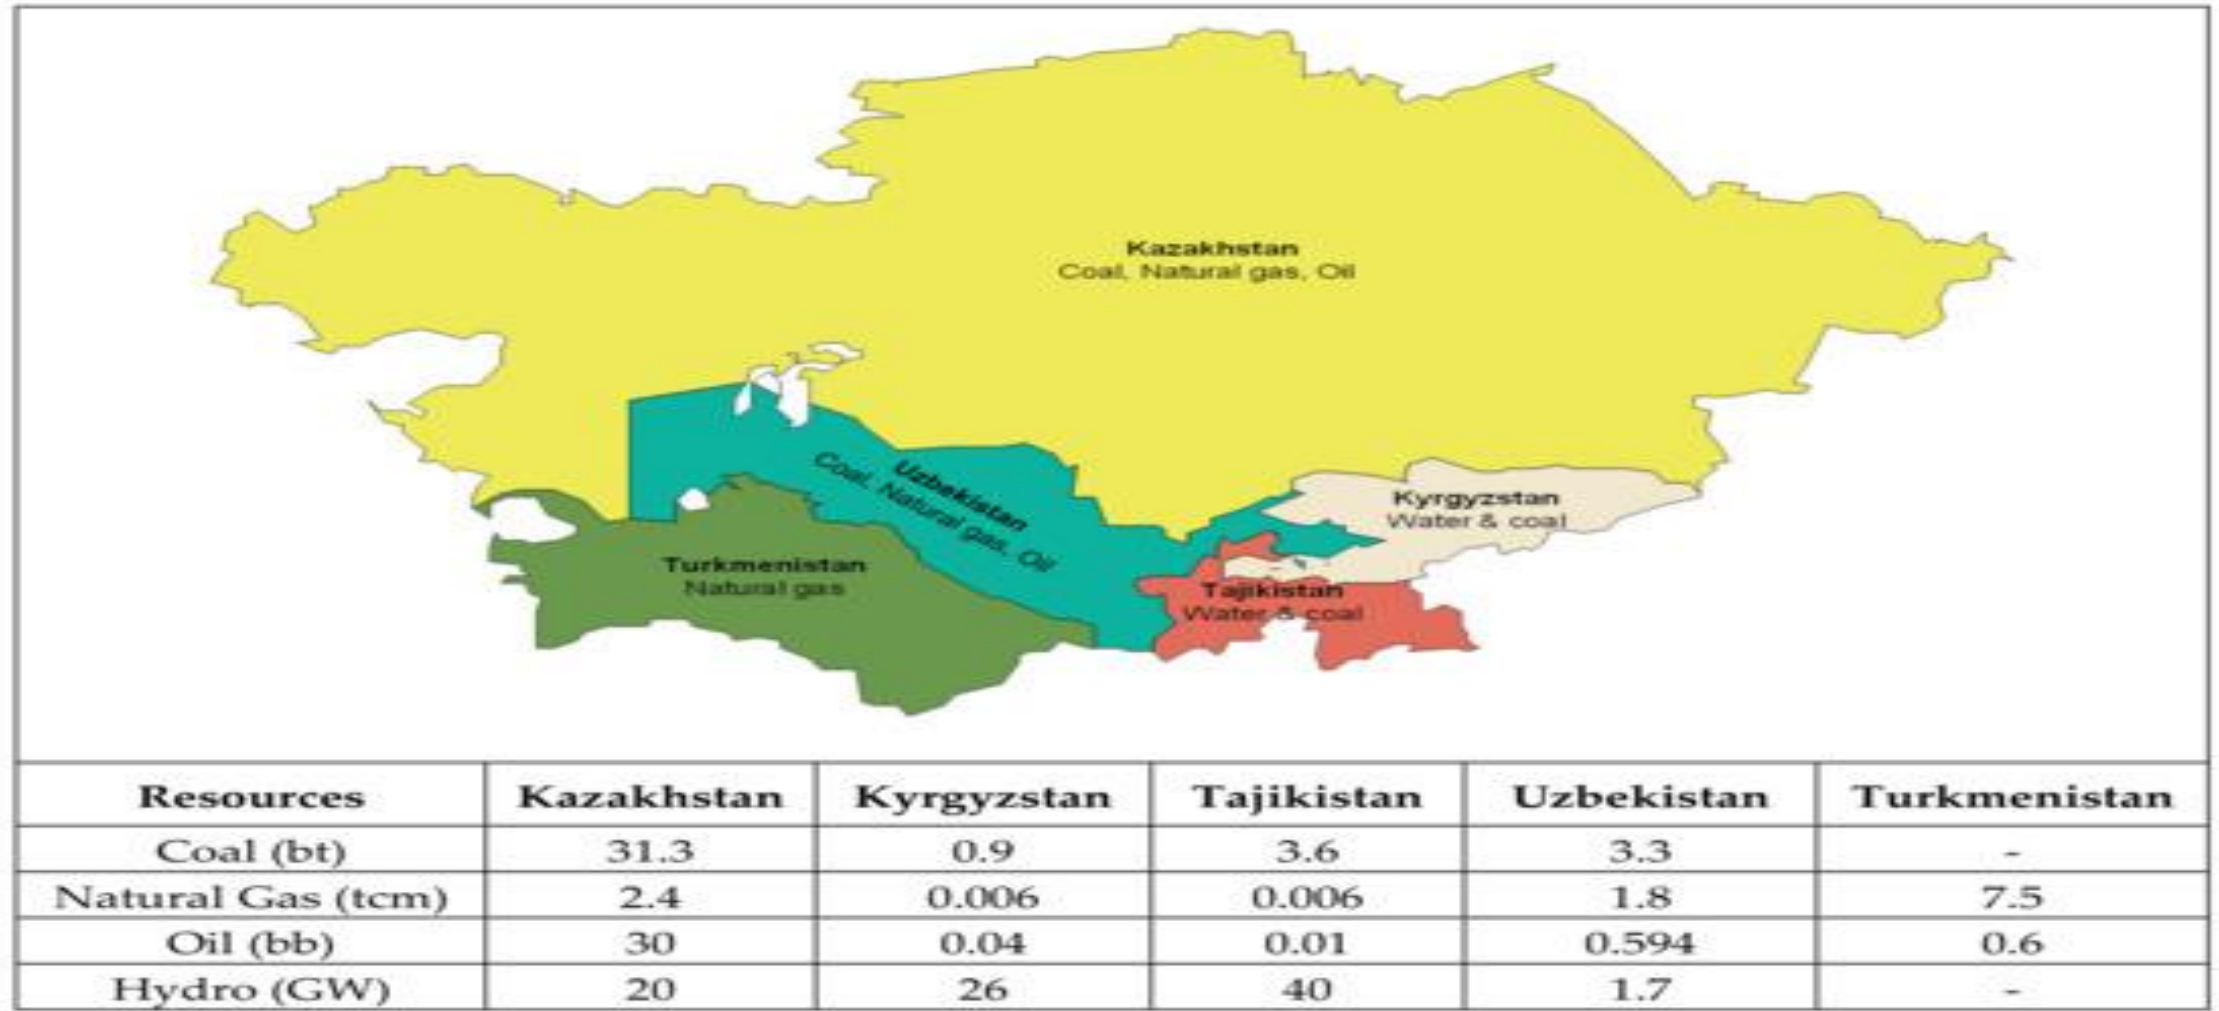 Kazakhstan
Coal, Natural gas, Oil
Uzbekistan
Coal, Natural gas, Oil
Kyrgyzstan
Water & coal
Turkmenistan
Natural gas
Tajikistan
Water & coal
Resources Kazakhstan Kyrgyzstan Tajikistan Uzbekistan Turkmenistan
Coal (bt) 31.3 0.9 3.6 3.3 -
Natural Gas (tcm) 2.4 0.006 0.006 1.8 7.5
Oil (bb) 30 0.04 0.01 0.594 0.6
Hydro (GW) 20 26 40 1.7 -